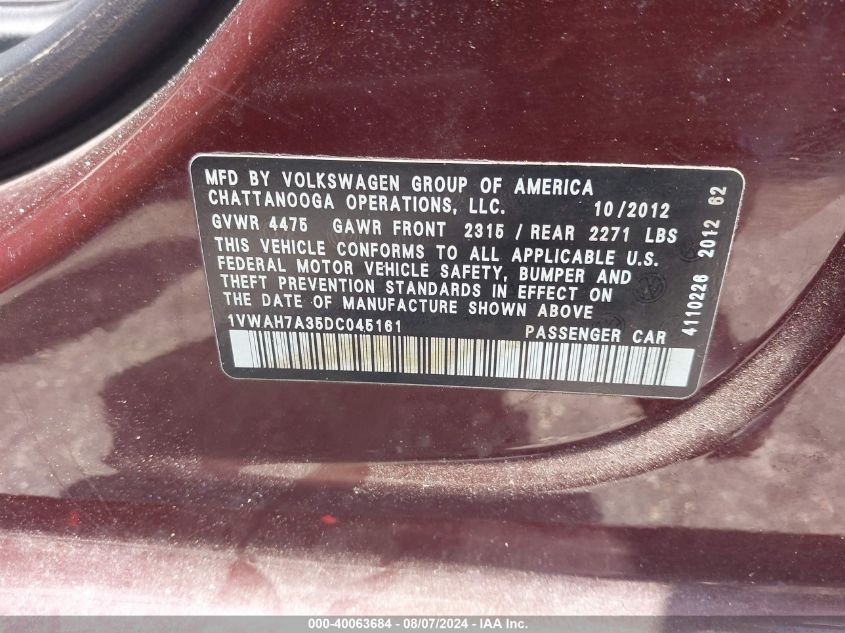 MFD BY VOLKSWAGEN GROUP OF AMERICA
CHATTANOOGA OPERATIONS, LLC. 10/2012
GVWR 4475 GAWR FRONT 2315 / REAR 2271 LBS
THIS VEHICLE CONFORMS TO ALL APPLICABLE U.S.
FEDERAL MOTOR VEHICLE SAFETY, BUMPER AND
THEFT PREVENTION STANDARDS IN EFFECT ON
THE DATE OF MANUFACTURE SHOWN ABOVE
1VWAH7A35DC045161 PASSENGER CAR
4110226 2012 62
000-40063684 - 08/07/2024 - IAA Inc.